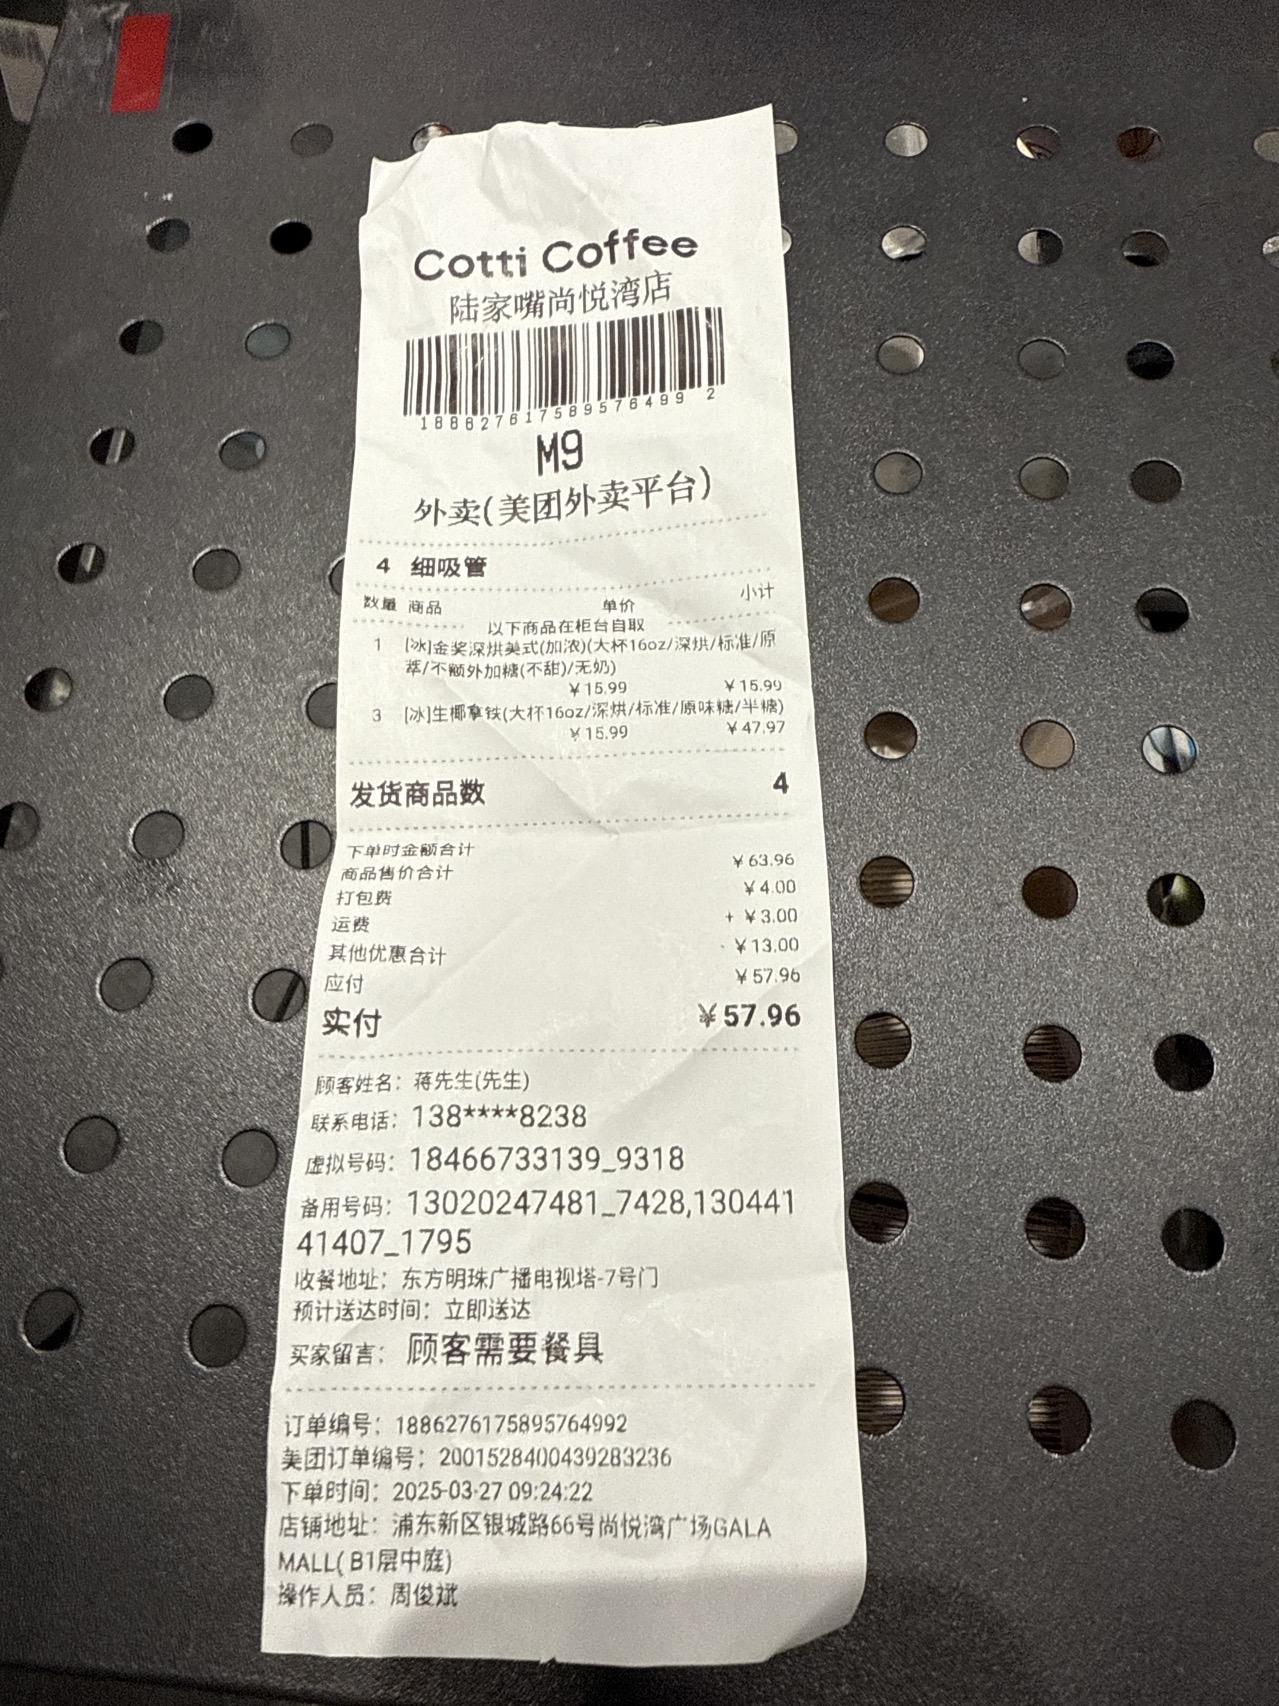 Cotti Coffee
陆家嘴尚悦湾店
188627617589576499 2
M9
外卖(美团外卖平台)
4 细吸管
数量 商品 单价 小计
以下商品在柜台自取
1 [冰]金奖深烘美式(加浓)(大杯16oz/深烘/标准/原
萃/不额外加糖(不甜)/无奶)
￥15.99 ￥15.99
3 [冰]生椰拿铁(大杯16oz/深烘/标准/原味糖/半糖)
￥15.99 ￥47.97
发货商品数 4
下单时金额合计
商品售价合计 ￥63.96
打包费 ￥4.00
运费 + ￥3.00
其他优惠合计 - ￥13.00
应付 ￥57.96
实付 ￥57.96
顾客姓名：蒋先生(先生)
联系电话：138****8238
虚拟号码：18466733139_9318
备用号码：13020247481_7428,130441
41407_1795
收餐地址：东方明珠广播电视塔-7号门
预计送达时间：立即送达
买家留言：顾客需要餐具
订单编号：1886276175895764992
美团订单编号：2001528400439283236
下单时间：2025-03-27 09:24:22
店铺地址：浦东新区银城路66号尚悦湾广场GALA
MALL( B1层中庭)
操作人员：周俊斌